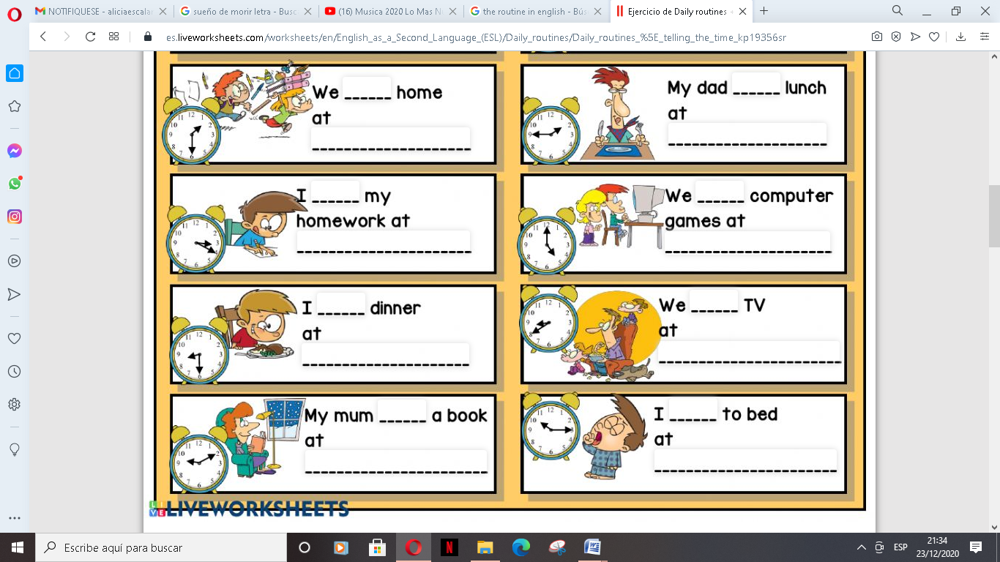 NOTIFIQUESE - aliciaescala
sueño de morir letra - Busc
(16) Musica 2020 Lo Mas N
the routine in english - Bús
Ejercicio de Daily routines
es.liveworksheets.com/worksheets/en/English_as_a_Second_Language_(ESL)/Daily_routines/Daily_routines_%5E_telling_the_time_kp19356sr
We ______ home
at
____________________
My dad ______ lunch
at
____________________
I ______ my
homework at
____________________
We ______ computer
games at
____________________
I ______ dinner
at
____________________
We ______ TV
at
____________________
My mum ______ a book
at
____________________
I ______ to bed
at
____________________
LIVE LIVEWORKSHEETS
Escribe aquí para buscar
ESP
21:34
23/12/2020